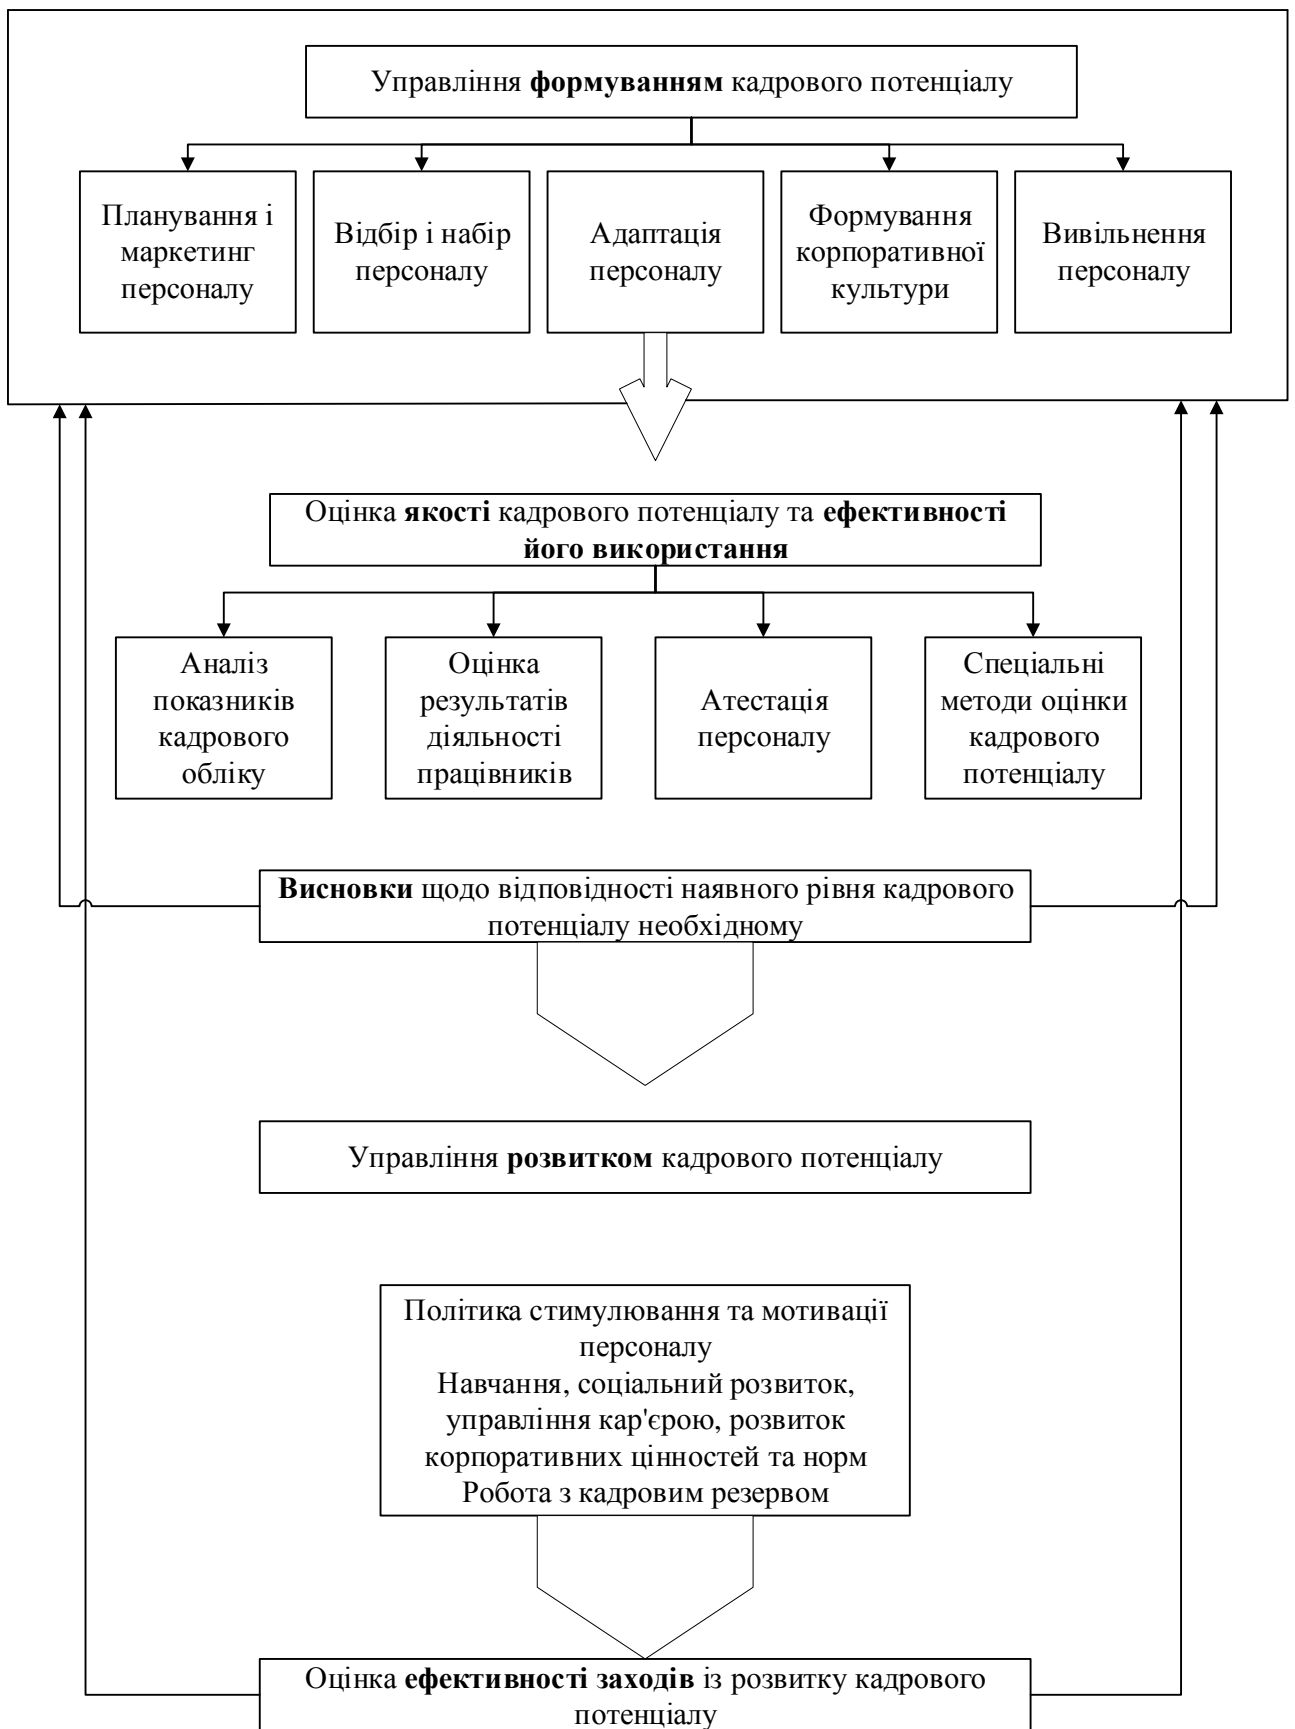 Управління формуванням кадрового потенціалу
Планування і
маркетинг
персоналу
Відбір і набір
персоналу
Адаптація
персоналу
Формування
корпоративної
культури
Вивільнення
персоналу
Оцінка якості кадрового потенціалу та ефективності
його використання
Аналіз
показників
кадрового
обліку
Оцінка
результатів
діяльності
працівників
Атестація
персоналу
Спеціальні
методи оцінки
кадрового
потенціалу
Висновки щодо відповідності наявного рівня кадрового
потенціалу необхідному
Управління розвитком кадрового потенціалу
Політика стимулювання та мотивації
персоналу
Навчання, соціальний розвиток,
управління кар'єрою, розвиток
корпоративних цінностей та норм
Робота з кадровим резервом
Оцінка ефективності заходів із розвитку кадрового
потенціалу